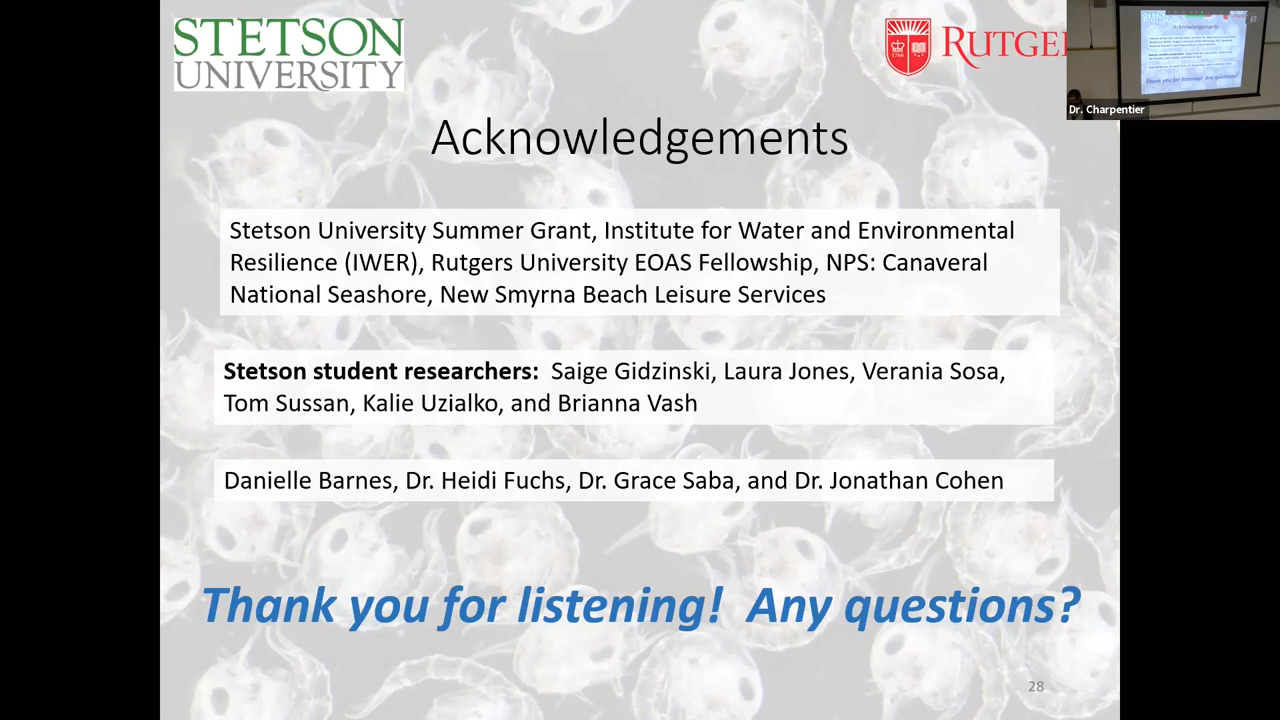 STETSON
UNIVERSITY
1766
RUTGE
Dr. Charpentier
Acknowledgements
Stetson University Summer Grant, Institute for Water and Environmental
Resilience (IWER), Rutgers University EOAS Fellowship, NPS: Canaveral
National Seashore, New Smyrna Beach Leisure Services
Stetson student researchers: Saige Gidzinski, Laura Jones, Verania Sosa,
Tom Sussan, Kalie Uzialko, and Brianna Vash
Danielle Barnes, Dr. Heidi Fuchs, Dr. Grace Saba, and Dr. Jonathan Cohen
Thank you for listening! Any questions?
28